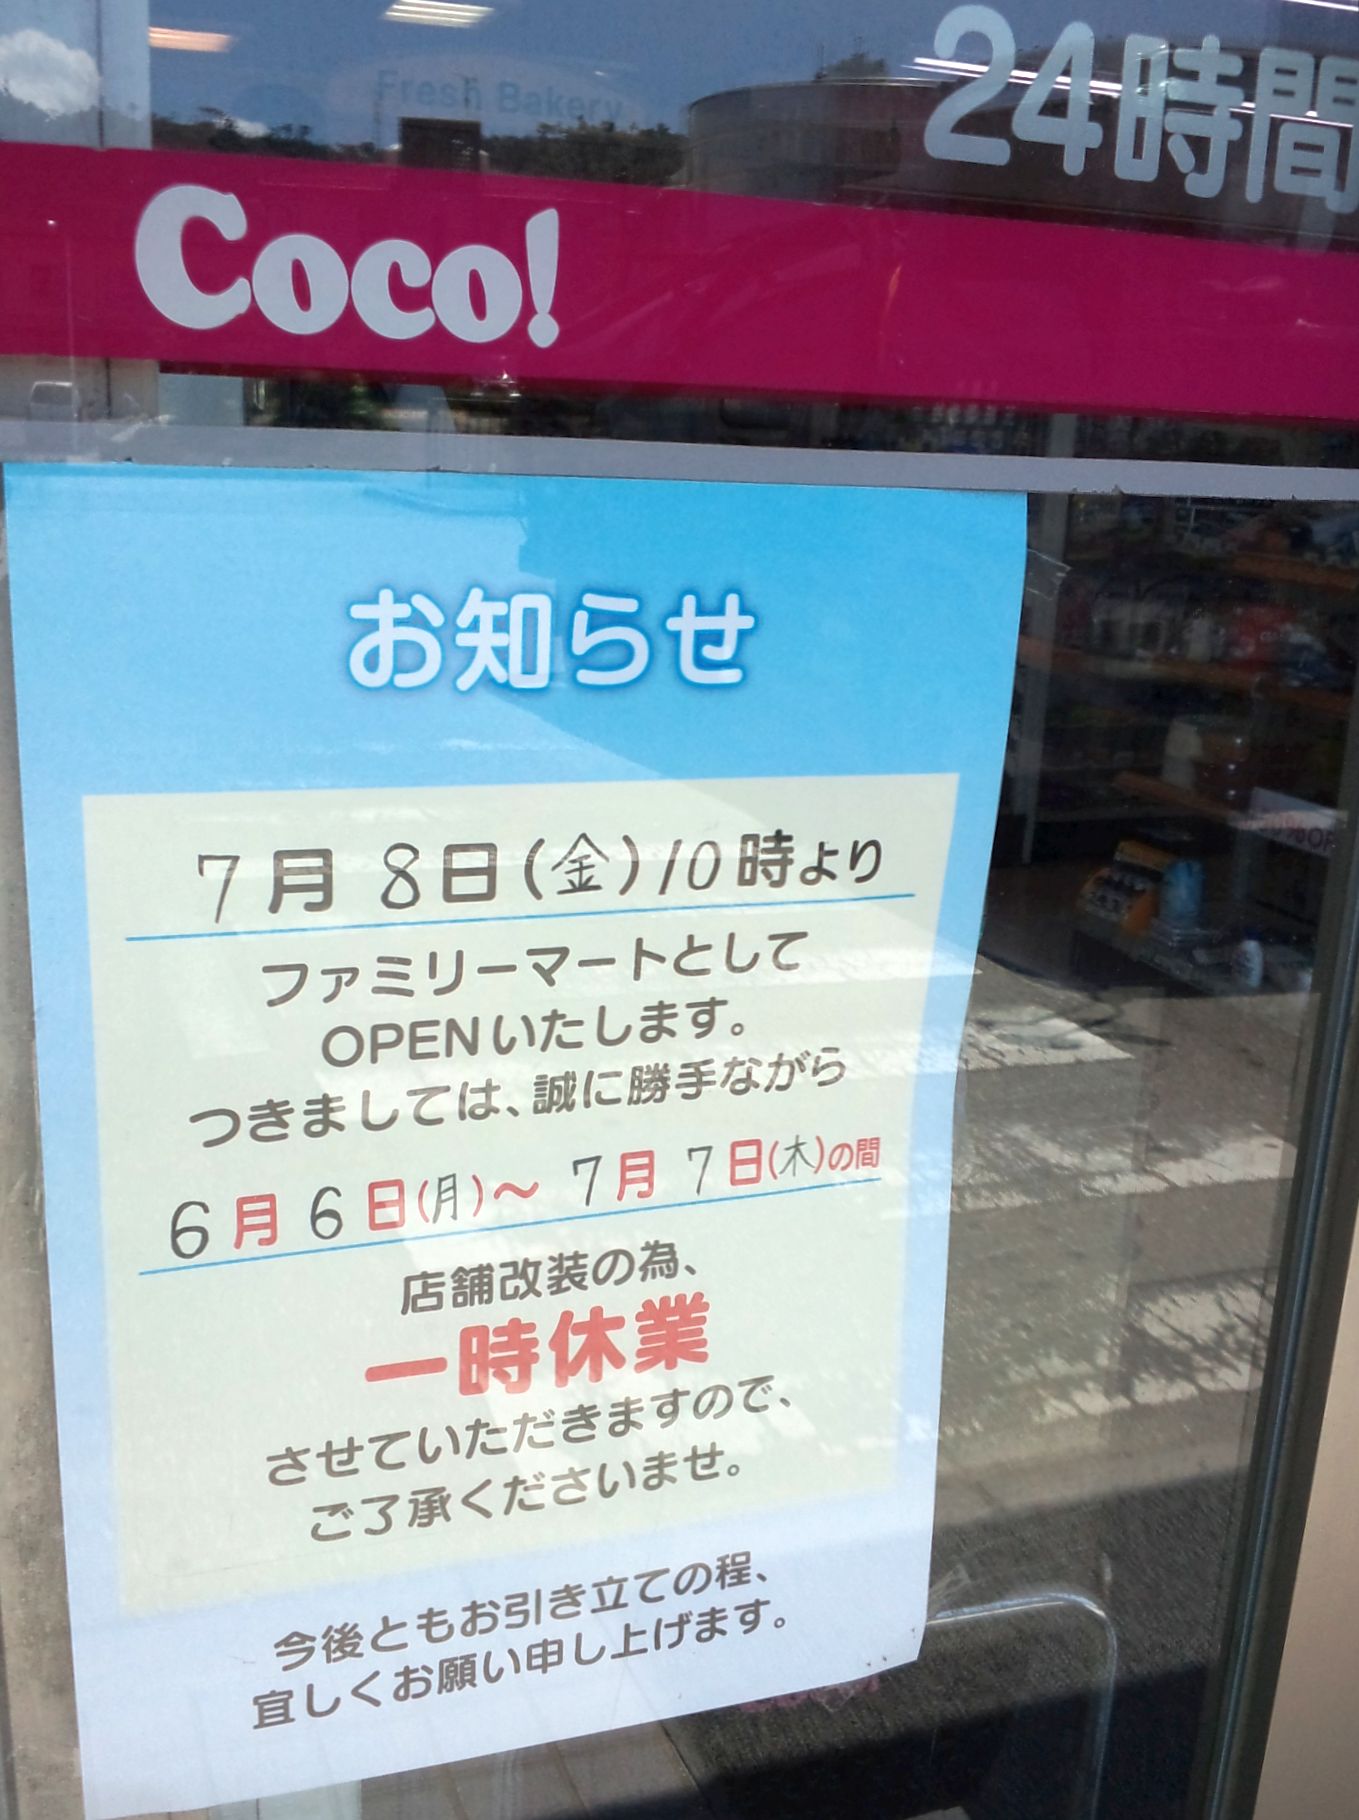 Fresh Bakery
24時間
Coco!
お知らせ
7月8日(金)10時より
ファミリーマートとして
OPENいたします。
つきましては、誠に勝手ながら
6月6日(月)〜7月7日(木)の間
店舗改装の為、
一時休業
させていただきますので、
ご了承くださいませ。
今後ともお引き立ての程、
宜しくお願い申し上げます。